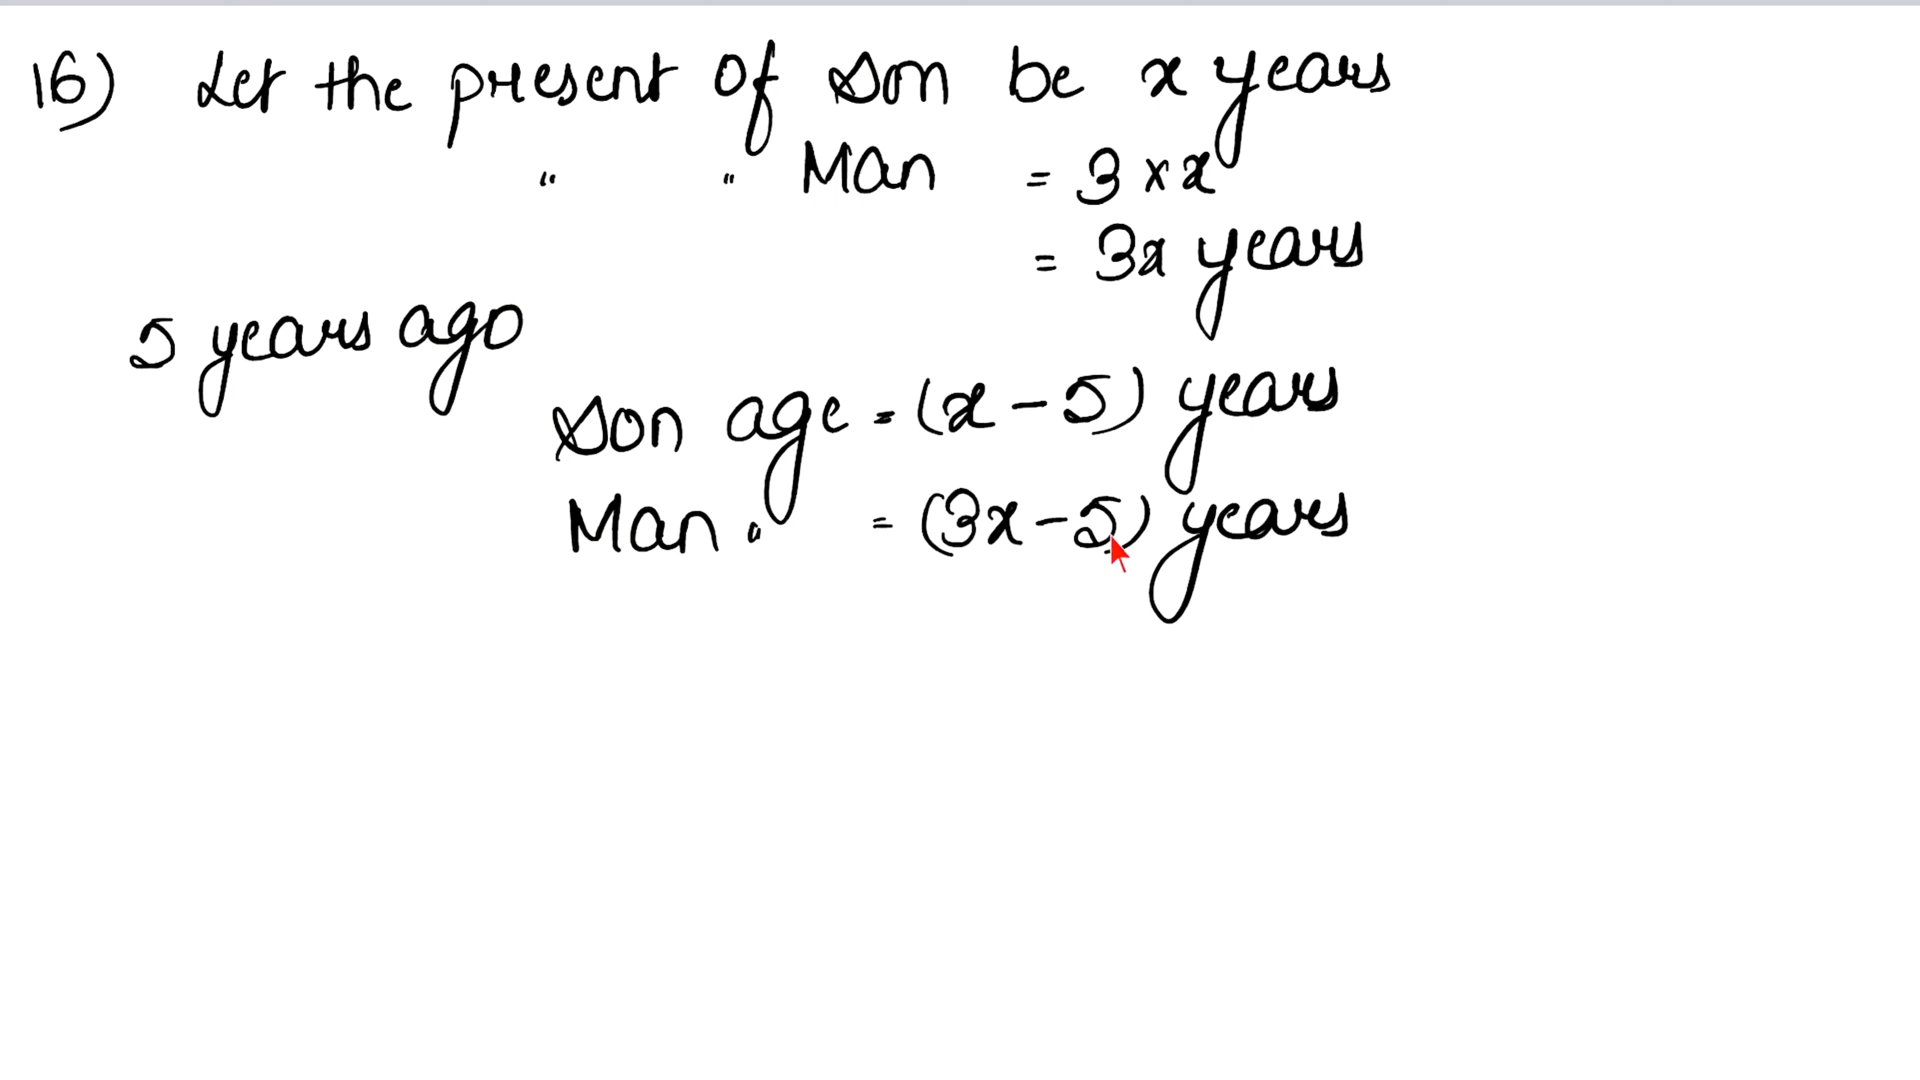 16) Let the present of Son be x years
" " Man = 3 × x
= 3x years
5 years ago
Son age = (x - 5) years
Man " = (3x - 5) years